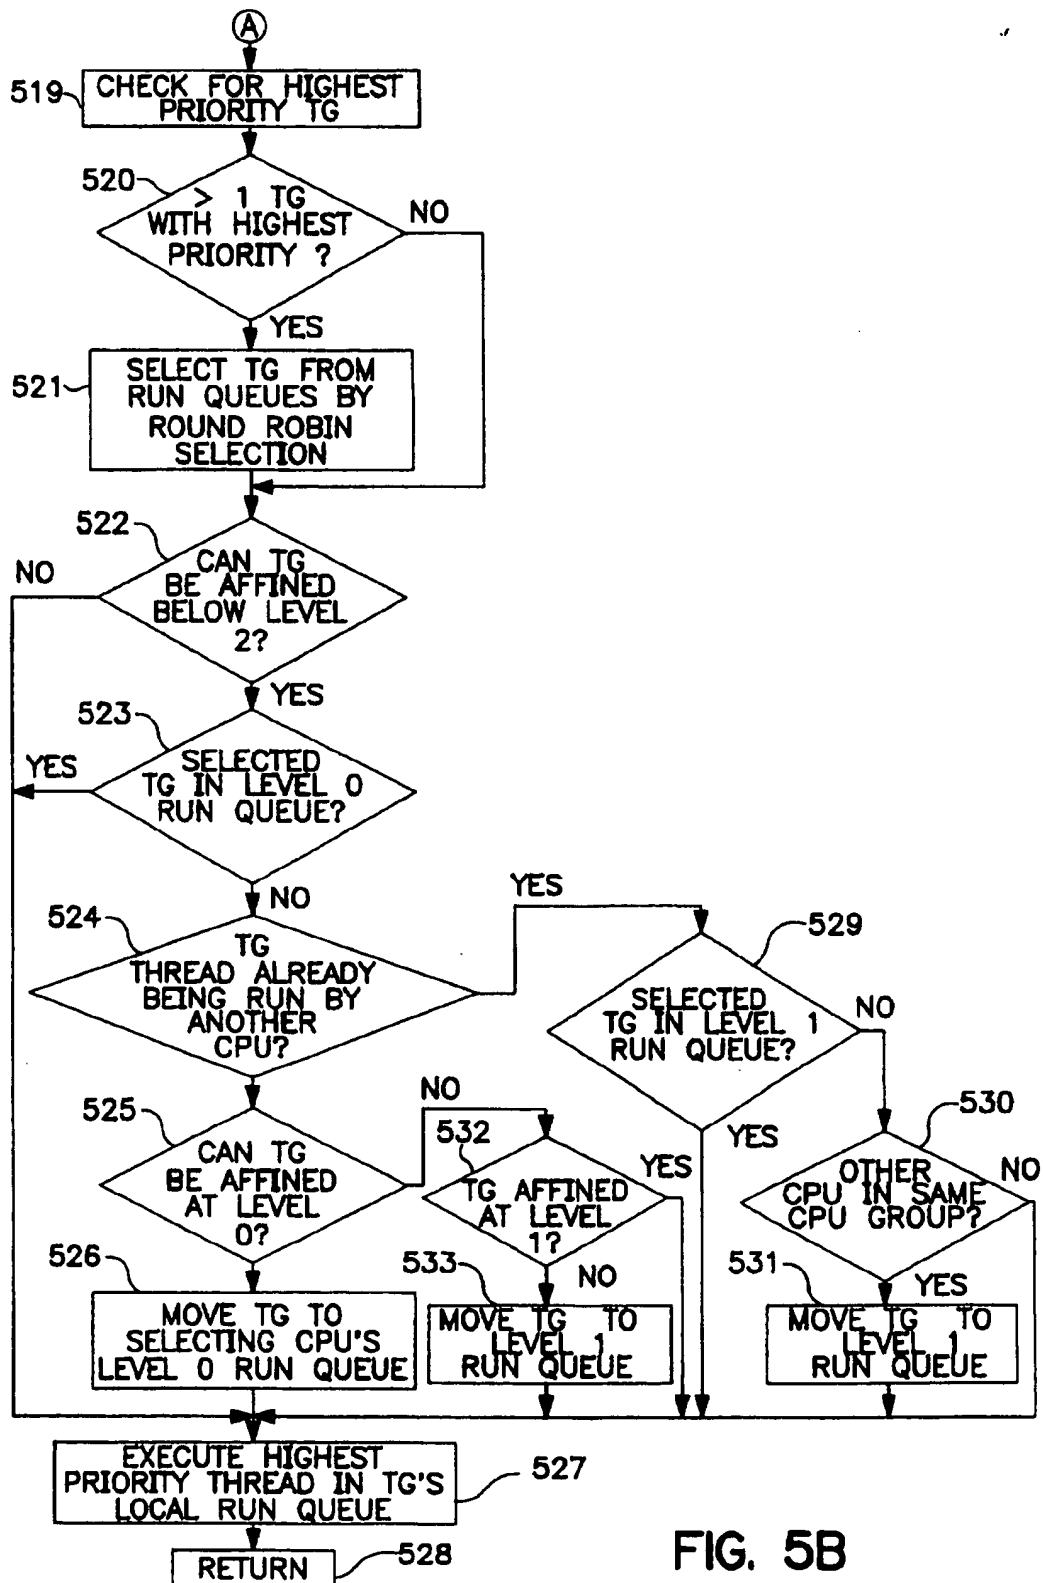 A
519
CHECK FOR HIGHEST
PRIORITY TG
520
> 1 TG
WITH HIGHEST
PRIORITY ?
NO
YES
521
SELECT TG FROM
RUN QUEUES BY
ROUND ROBIN
SELECTION
522
CAN TG
BE AFFINED
BELOW LEVEL
2?
NO
YES
523
SELECTED
TG IN LEVEL 0
RUN QUEUE?
YES
NO
524
TG
THREAD ALREADY
BEING RUN BY
ANOTHER
CPU?
YES
529
SELECTED
TG IN LEVEL 1
RUN QUEUE?
NO
YES
525
CAN TG
BE AFFINED
AT LEVEL
0?
NO
532
TG AFFINED
AT LEVEL
1?
YES
NO
530
OTHER
CPU IN SAME
CPU GROUP?
NO
YES
526
MOVE TG TO
SELECTING CPU'S
LEVEL 0 RUN QUEUE
533
MOVE TG TO
LEVEL 1
RUN QUEUE
531
MOVE TG TO
LEVEL 1
RUN QUEUE
EXECUTE HIGHEST
PRIORITY THREAD IN TG'S
LOCAL RUN QUEUE
527
RETURN
528
FIG. 5B